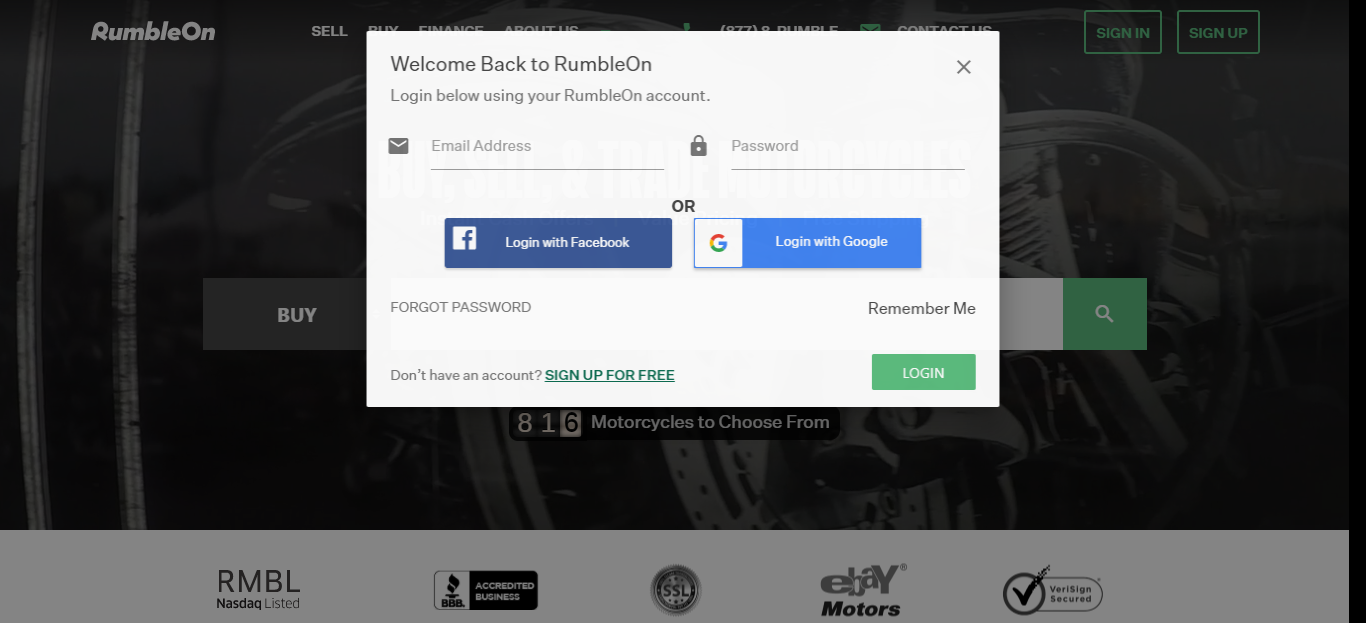 RumbleOn
SELL BUY FINANCE ABOUT US (877) 8-RUMBLE CONTACT US SIGN IN SIGN UP
Welcome Back to RumbleOn
Login below using your RumbleOn account.
Email Address Password
BUY, SELL, & TRADE MOTORCYCLES
OR
Login with Facebook
G Login with Google
BUY
FORGOT PASSWORD
Remember Me
Don't have an account? SIGN UP FOR FREE
LOGIN
816 Motorcycles to Choose From
RMBL
Nasdaq Listed
BBB.
ACCREDITED
BUSINESS
SSL
ebaY®
Motors
VeriSign
Secured